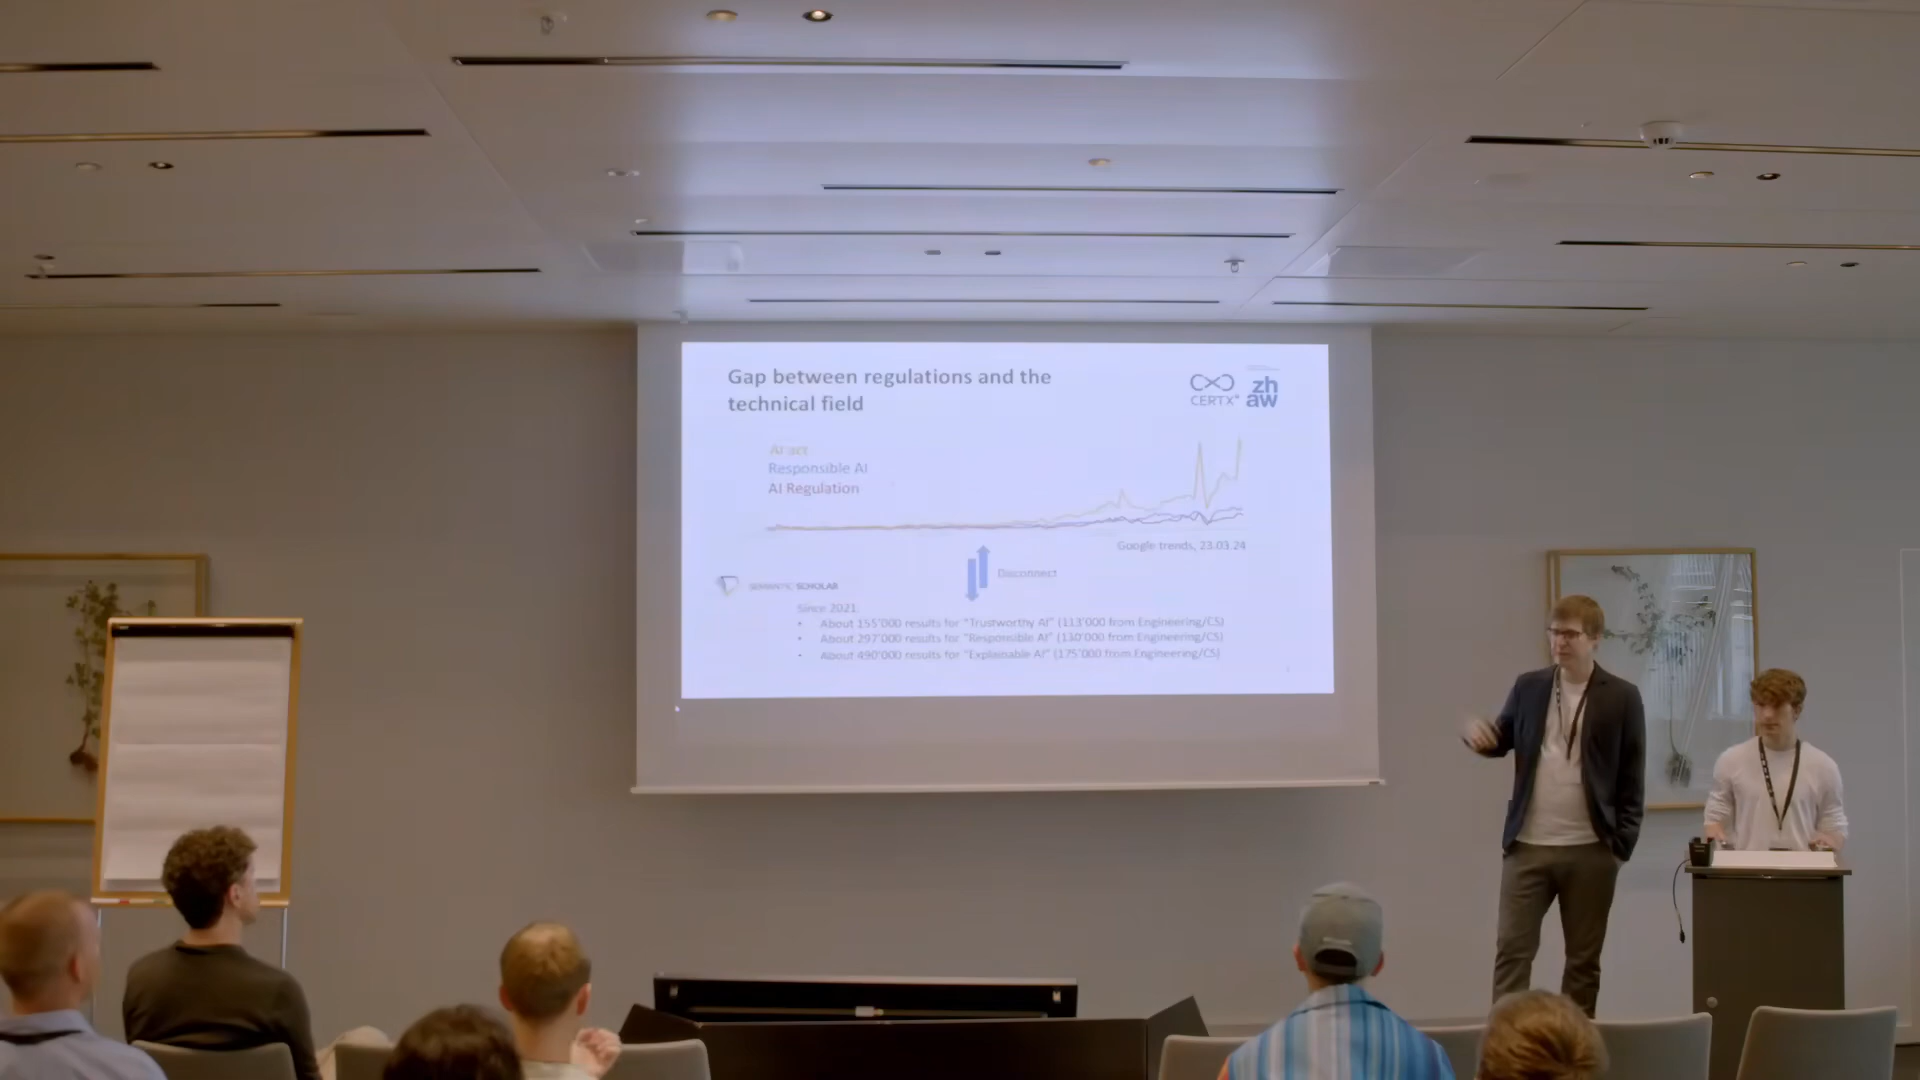 Gap between regulations and the
technical field
CERTX
zh
aw
AI act
Responsible AI
AI Regulation
Google trends, 23.03.24
Disconnect
SEMANTIC SCHOLAR
Since 2021
• About 155'000 results for "Trustworthy AI" (113'000 from Engineering/CS)
• About 297'000 results for "Responsible AI" (130'000 from Engineering/CS)
• About 490'000 results for "Explainable AI" (175'000 from Engineering/CS)